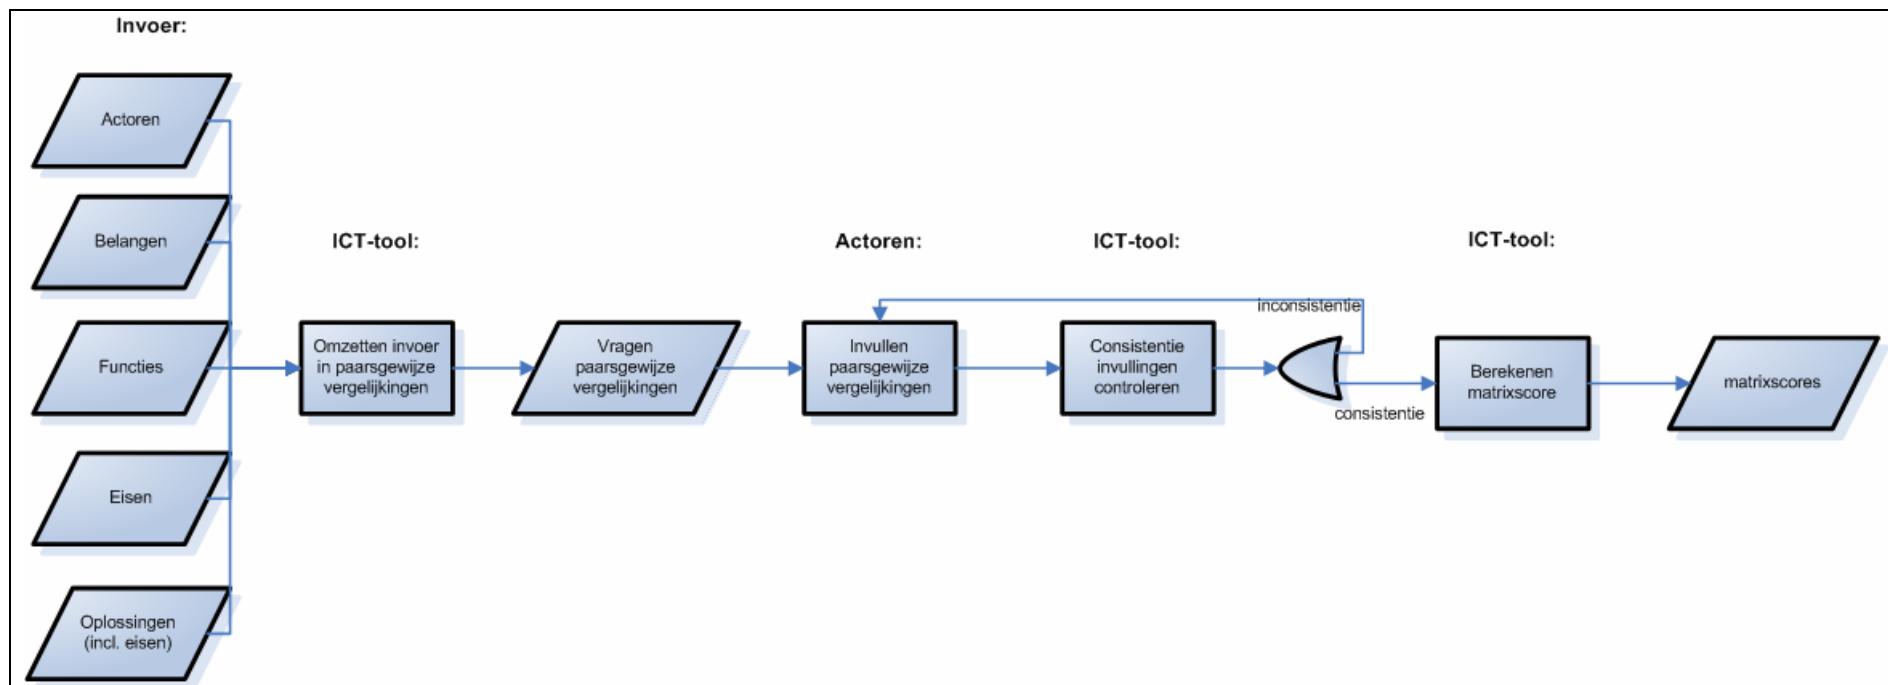 Invoer:
Actoren
Belangen
Functies
Eisen
Oplossingen
(incl. eisen)
ICT-tool:
Omzetten invoer
in paarsgewijze
vergelijkingen
Vragen
paarsgewijze
vergelijkingen
Actoren:
Invullen
paarsgewijze
vergelijkingen
ICT-tool:
Consistentie
invullingen
controleren
inconsistentie
consistentie
ICT-tool:
Berekenen
matrixscore
matrixscores